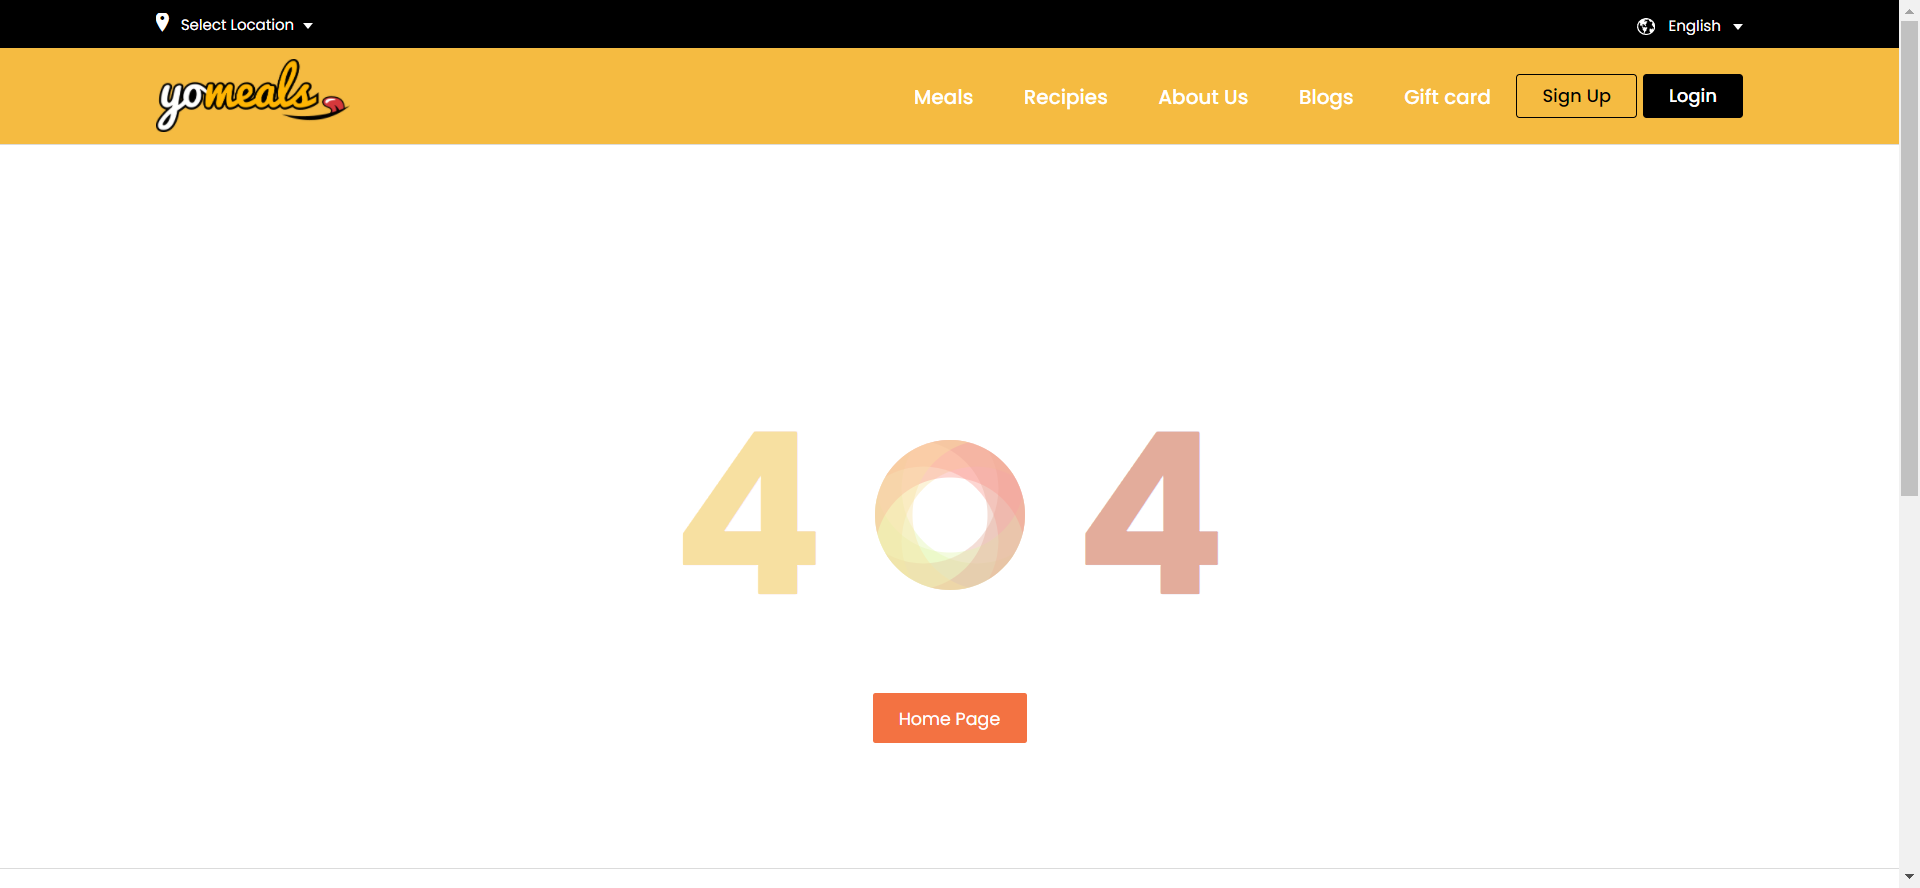 Select Location
English
yomeals
Meals
Recipies
About Us
Blogs
Gift card
Sign Up
Login
404
Home Page